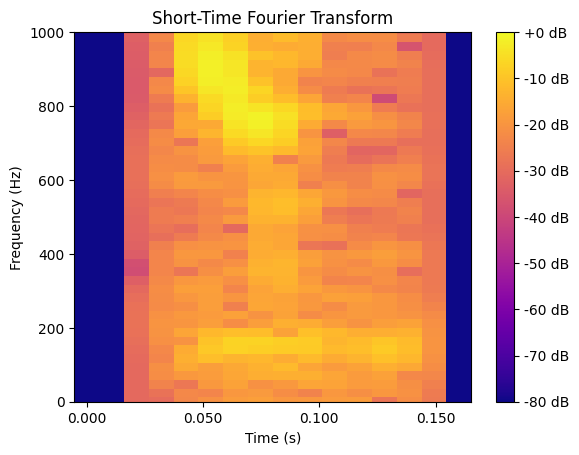 Short-Time Fourier Transform
Frequency (Hz)
1000
800
600
400
200
0
0.000
0.050
0.100
0.150
Time (s)
+0 dB
-10 dB
-20 dB
-30 dB
-40 dB
-50 dB
-60 dB
-70 dB
-80 dB